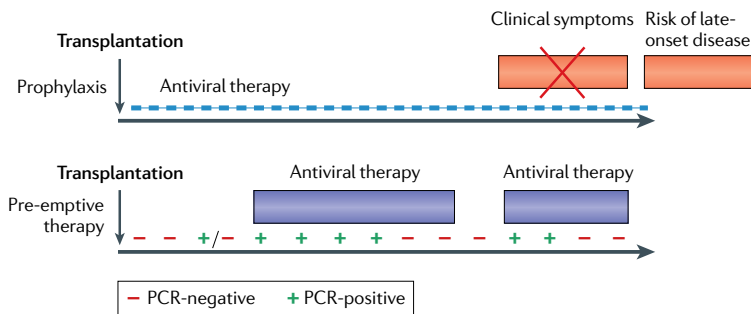 Clinical symptoms
Risk of late-
onset disease
Transplantation
Prophylaxis
Antiviral therapy
Transplantation
Antiviral therapy
Antiviral therapy
Pre-emptive
therapy
− − +/− + + + + − − − + + − −
− PCR-negative + PCR-positive